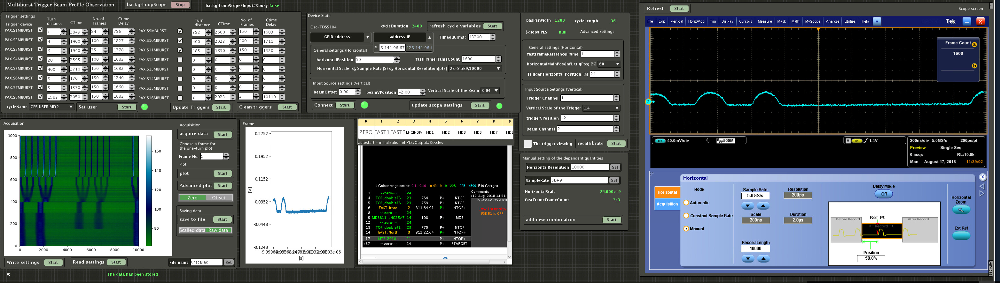 Multiburst Trigger Beam Profile Observation
backgrLoopScope Stop
backgrLoopScope/Input#$busy false
Trigger settings
Trigger device
Turn distance CTime No. of Frames Ctime Delay
PAX.S1MBURST 5 2849 84 756
PAX.S2MBURST 4 1400 100 1827
PAX.S3MBURST 6 1940 75 1778
PAX.S4MBURST 20 2595 100 1683
PAX.S5MBURST 400 2710 150 1682
PAX.S6MBURST 5 170 150 1240
PAX.S7MBURST 5 1370 150 1660
PAX.S8MBURST 1582 2050 150 1682
Turn distance CTime No. of Frames Ctime Delay
PAX.S9MBURST 352 2600 150 1683
PAX.S10MBURST 400 2023 400 1711
PAX.S11MBURST 185 1830 150 1520
PAX.S12MBURST 0 0 0 0
PAX.S13MBURST 0 0 0 0
PAX.S14MBURST 0 0 0 0
PAX.S15MBURST 0 0 0 0
PAX.S16MBURST 2 2023 2 10110
cycleName CPS.USER.MD2 Set user Start
Update Triggers Start
Clean triggers Start
Device State
Osc-TDS5104
cycleDuration 2400
refresh cycle variables Start
GPIB address
address IP
Timeout [ms]: 43200
IP: 8.141.96.67 128.141.96.
General settings (Horizontal)
horizontalPosition 50
fastFrameFrameCount 1600
Horizontal Scale [s], Sample Rate [S/s], Horizontal Resolution[pts] 2E-8,5E9,10000
Input Source settings (Vertical)
beamOffset 0.00
beamVPosition -2.00
Vertical Scale of the Beam 0.04
Connect Start
update scope settings Start
basPerWidth 1200
cycleLength 36
$globalPLS null
Advanced Settings
General settings (Horizontal)
fastFrameReferenceFrame 1
horizontalMainPos(infl. trigPos) [%] 60
Trigger Horizontal Position [%] 24
Input Source Settings (Vertical)
Trigger Channel 1
Vertical Scale of the Trigger 1.4
triggerVPosition -2
Beam Channel 2
The trigger viewing
recallibrate Start
Manual setting of the dependent quantities
HorizontalResolution 10000 Set
SampleRate 5E+9 Set
HorizontalScale 25.000e-9
fastFrameFrameCount 2e3
add new combination Start
Acquisition
1000
800
600
400
200
0
0 2000 4000 6000 8000 10000
160
140
120
100
80
Acquisition
acquire data Start
Choose a frame for
the one-turn plot
Frame No. 5
Plot
plot Start
Advanced plot Start
Zero Offset
Saving data
save to file Start
Scalled data Raw data
Write settings Start
Read settings Start
File name unscalled Set
#:
The data has been stored
Frame
0.2752
0.1952
0.1152
0.0352
-0.0448
-0.1248
[V]
[s]
0 1 2 3 4 5 6 7 8 9
ZERO EAST1 EAST2 LHCINDIV MD1 MD2 MD3 MD5 MD7 MD8
autostart - initialisation of PLS/Output#$cycles
4 Colour range scales: 0.1 - 0.49 0.49 - 9 9 - 225 225 - 4500 E10 Charges
3 ~~zero~~ 24 -
4 TOF_doubleFB 23 764 P+ NTOF
5 TOF_doubleFB 23 759 P+ NTOF
6 EAST_Irrad 2 311 64.01 P+ NTOF+
8 ~~zero~~ 24 -
9 MD3811_LHC25#7 14 108 P+ MD3
12 ~~zero~~ 24 -
13 TOF_doubleFB 23 775 P+ NTOF
14 EAST_North 3 312 22.64 P+ NTOF+
17 MTE_2018_ 21 P+ NTOF+
/37 ~~zero~~ 24 P+ FTARGET
Comments
(17-Aug-2018 14:51:
Low Intensity
PSB R1 is OFF
Refresh Start
Scope screen
File Edit Vertical Horiz/Acq Trig Display Cursors Measure Mask Math MyScope Analyze Utilities Help
Tek X
Frame Count a
1600
b
2
C2 40.0mV/div BW:500M
A C1 1.4V
200ns/div 5.0GS/s 200ps/pt
Preview Single Seq
0 acqs RL:10.0k
Man August 17, 2018 11:39:02
Horizontal
X
Horizontal
Acquisition
Mode
Automatic
Constant Sample Rate
Manual
Sample Rate
5.0GS/s
Resolution
200ps
Scale
200ns
Duration
2.0µs
Record Length
10000
Delay Mode
Off
Ref Pt
Before Record
Record
After Record
T
Position
50.0%
Horizontal
Zoom
Ext Ref
Services